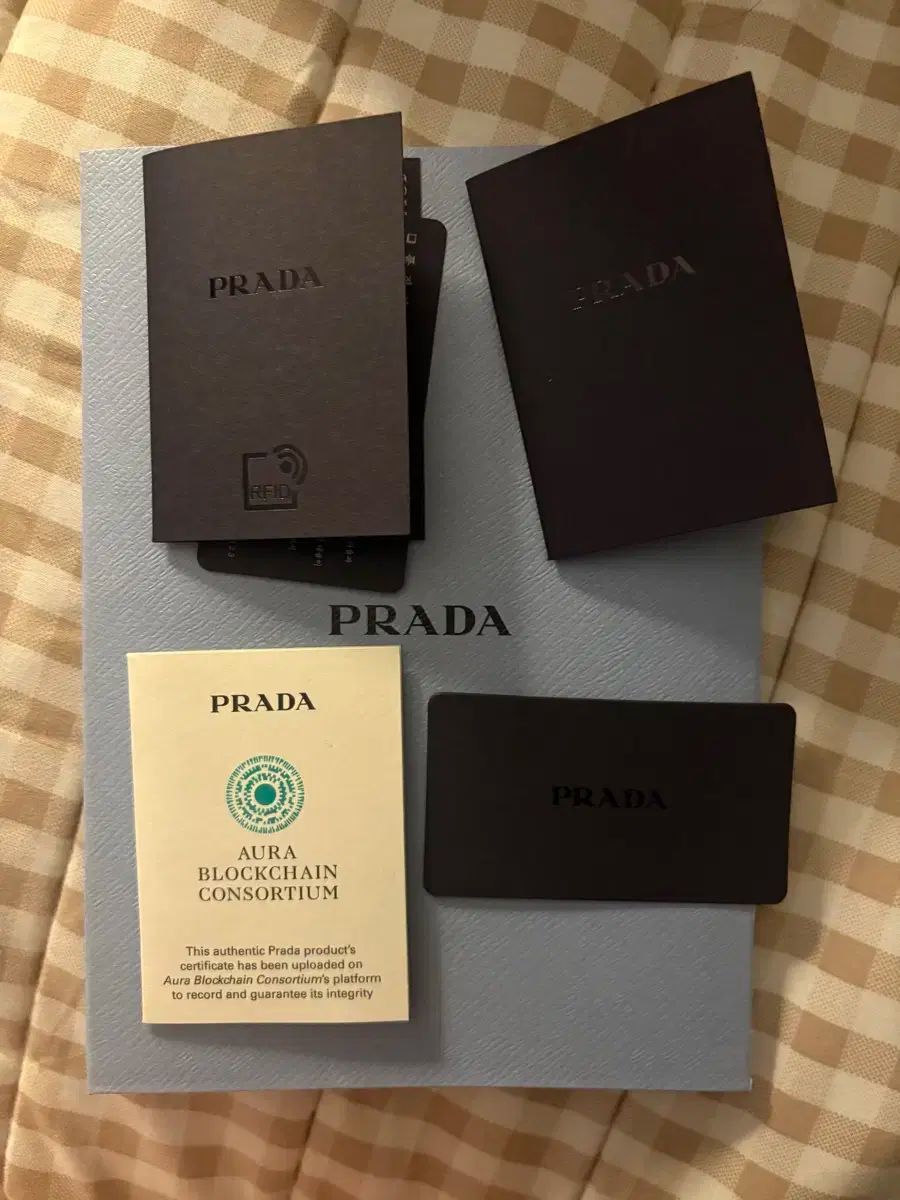 PRADA
RFID
PRADA
PRADA
PRADA
AURA
BLOCKCHAIN
CONSORTIUM
This authentic Prada product's
certificate has been uploaded on
Aura Blockchain Consortium's platform
to record and guarantee its integrity
PRADA